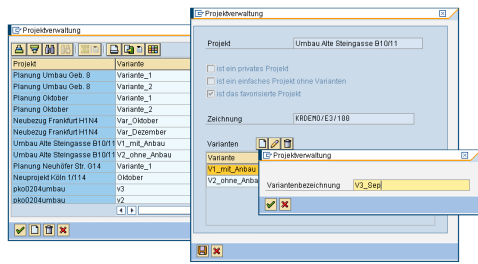 Projektverwaltung
Projekt Variante
Planung Umbau Geb. 8 Variante_1
Planung Umbau Geb. 8 Variante_2
Planung Oktober Variante_1
Planung Oktober Variante_2
Neubezug Frankfurt H1N4 Var_Oktober
Neubezug Frankfurt H1N4 Var_Dezember
Umbau Alte Steingasse B10/11 V1_mit_Anbau
Umbau Alte Steingasse B10/11 V2_ohne_Anbau
Planung Neuhöfer Str. G14 Variante_1
Neuprojekt Köln 1/114 Oktober
pko0204umbau v3
pko0204umbau v2
Projektverwaltung
Projekt Umbau Alte Steingasse B10/11
ist ein privates Projekt
ist ein einfaches Projekt ohne Varianten
ist das favorisierte Projekt
Zeichnung KRDEMO/E3/100
Varianten
Variante
V1_mit_Anbau
V2_ohne_Anbau
Projektverwaltung
Variantenbezeichnung V3_Sep